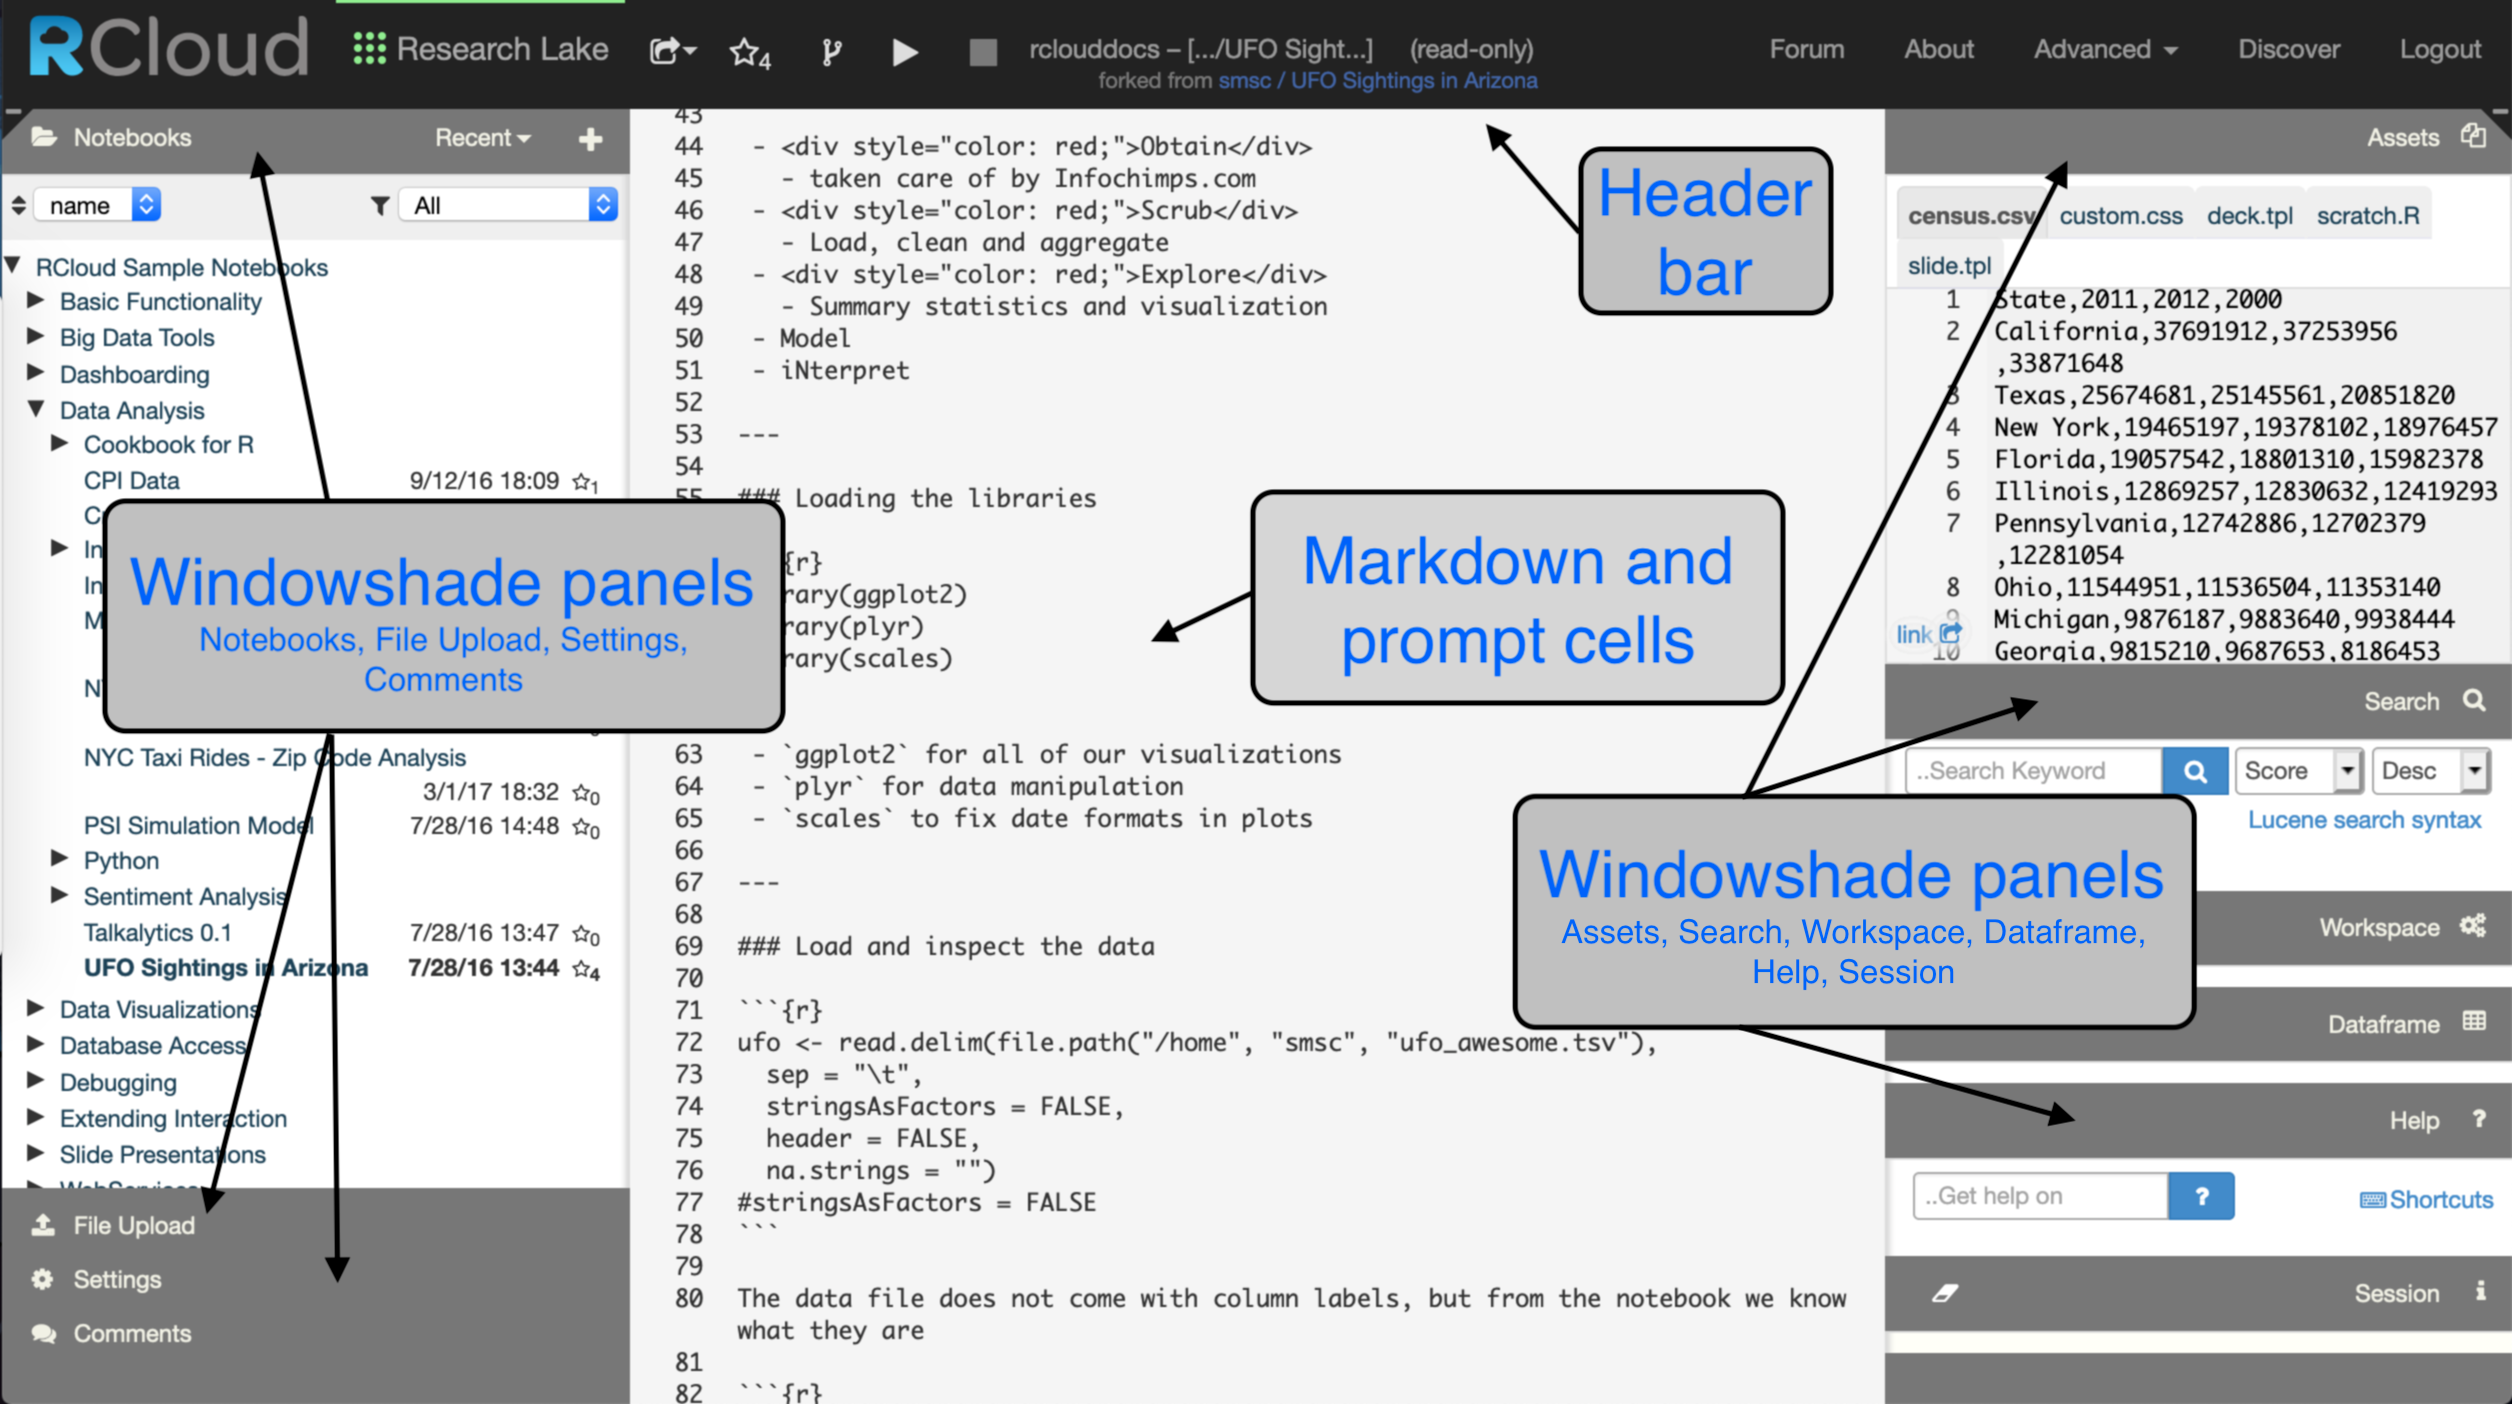 RCloud
Research Lake
4
rclouddocs – [.../UFO Sight...] (read-only)
forked from smsc / UFO Sightings in Arizona
Forum About Advanced Discover Logout
Notebooks Recent
name All
RCloud Sample Notebooks
Basic Functionality
Big Data Tools
Dashboarding
Data Analysis
Cookbook for R
CPI Data 9/12/16 18:09 1
NYC Taxi Rides - Zip Code Analysis
3/1/17 18:32 0
PSI Simulation Model 7/28/16 14:48 0
Python
Sentiment Analysis
Talkalytics 0.1 7/28/16 13:47 0
UFO Sightings in Arizona 7/28/16 13:44 4
Data Visualizations
Database Access
Debugging
Extending Interaction
Slide Presentations
WebServices
File Upload
Settings
Comments
Windowshade panels
Notebooks, File Upload, Settings,
Comments
43
44 - <div style="color: red;">Obtain</div>
45 - taken care of by Infochimps.com
46 - <div style="color: red;">Scrub</div>
47 - Load, clean and aggregate
48 - <div style="color: red;">Explore</div>
49 - Summary statistics and visualization
50 - Model
51 - iNterpret
52
53 ---
54
55 ### Loading the libraries
{r}
rary(ggplot2)
rary(plyr)
rary(scales)
63 - `ggplot2` for all of our visualizations
64 - `plyr` for data manipulation
65 - `scales` to fix date formats in plots
66
67 ---
68
69 ### Load and inspect the data
70
71 ```{r}
72 ufo <- read.delim(file.path("/home", "smsc", "ufo_awesome.tsv"),
73 sep = "\t",
74 stringsAsFactors = FALSE,
75 header = FALSE,
76 na.strings = "")
77 #stringsAsFactors = FALSE
78 ```
79
80 The data file does not come with column labels, but from the notebook we know
what they are
81
82 ```{r}
Header
bar
Markdown and
prompt cells
Assets
census.csv custom.css deck.tpl scratch.R
slide.tpl
1 State,2011,2012,2000
2 California,37691912,37253956
,33871648
3 Texas,25674681,25145561,20851820
4 New York,19465197,19378102,18976457
5 Florida,19057542,18801310,15982378
6 Illinois,12869257,12830632,12419293
7 Pennsylvania,12742886,12702379
,12281054
8 Ohio,11544951,11536504,11353140
9 Michigan,9876187,9883640,9938444
link
10 Georgia,9815210,9687653,8186453
Search
..Search Keyword Score Desc
Lucene search syntax
Windowshade panels
Assets, Search, Workspace, Dataframe,
Help, Session
Workspace
Dataframe
Help ?
..Get help on ? Shortcuts
Session